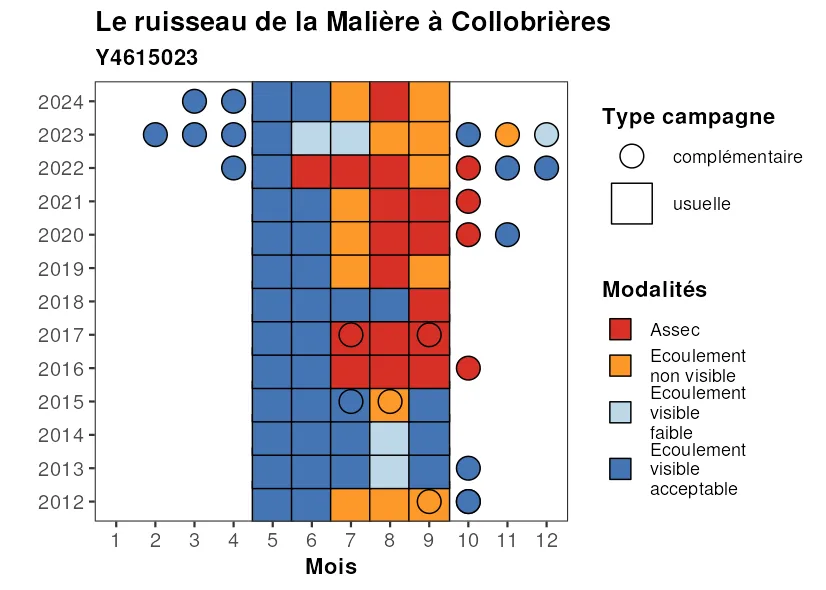 Le ruisseau de la Malière à Collobrières
Y4615023
2024
2023
2022
2021
2020
2019
2018
2017
2016
2015
2014
2013
2012
1 2 3 4 5 6 7 8 9 10 11 12
Mois
Type campagne
complémentaire
usuelle
Modalités
Assec
Ecoulement
non visible
Ecoulement
visible
faible
Ecoulement
visible
acceptable